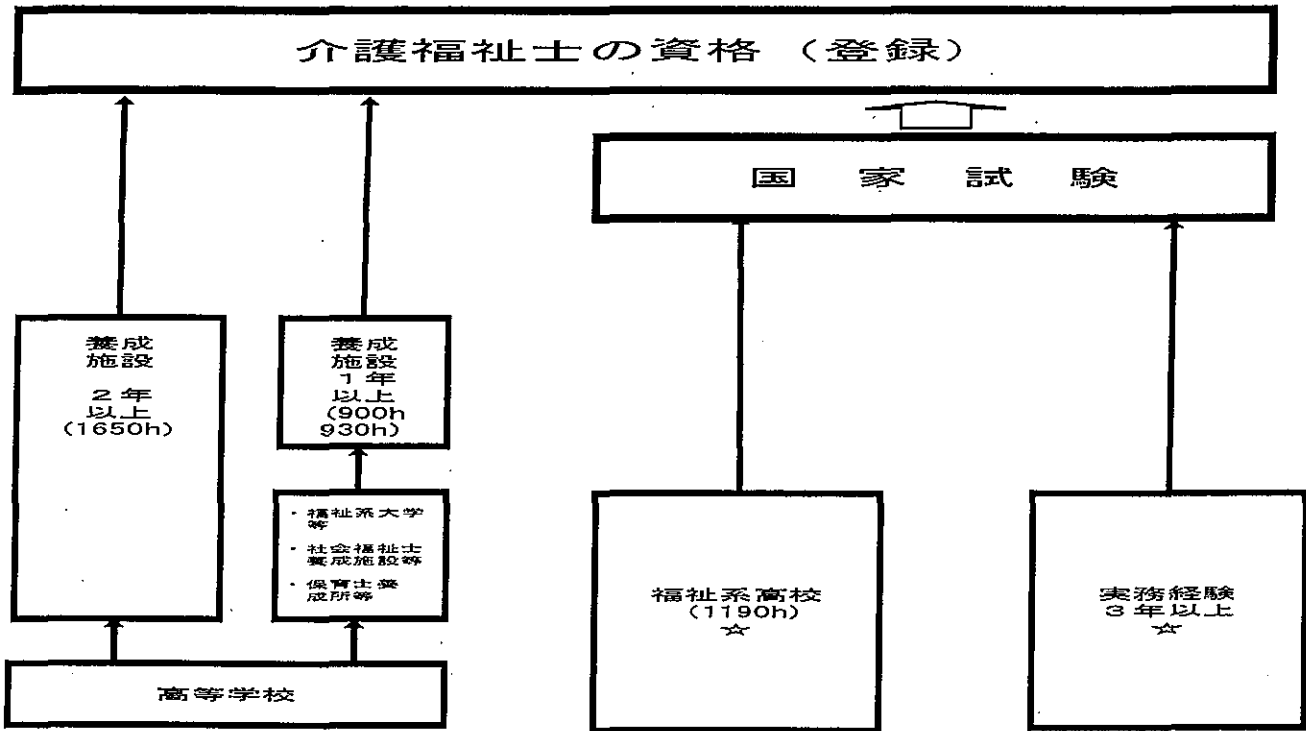 介護福祉士の資格（登録）
国家試験
養成
施設
２年
以上
(1650h)
養成
施設
１年
以上
(900h
930h)
・福祉系大学
等
・社会福祉士
養成施設等
・保育士養
成所等
高等学校
福祉系高校
(1190h)
☆
実務経験
３年以上
☆